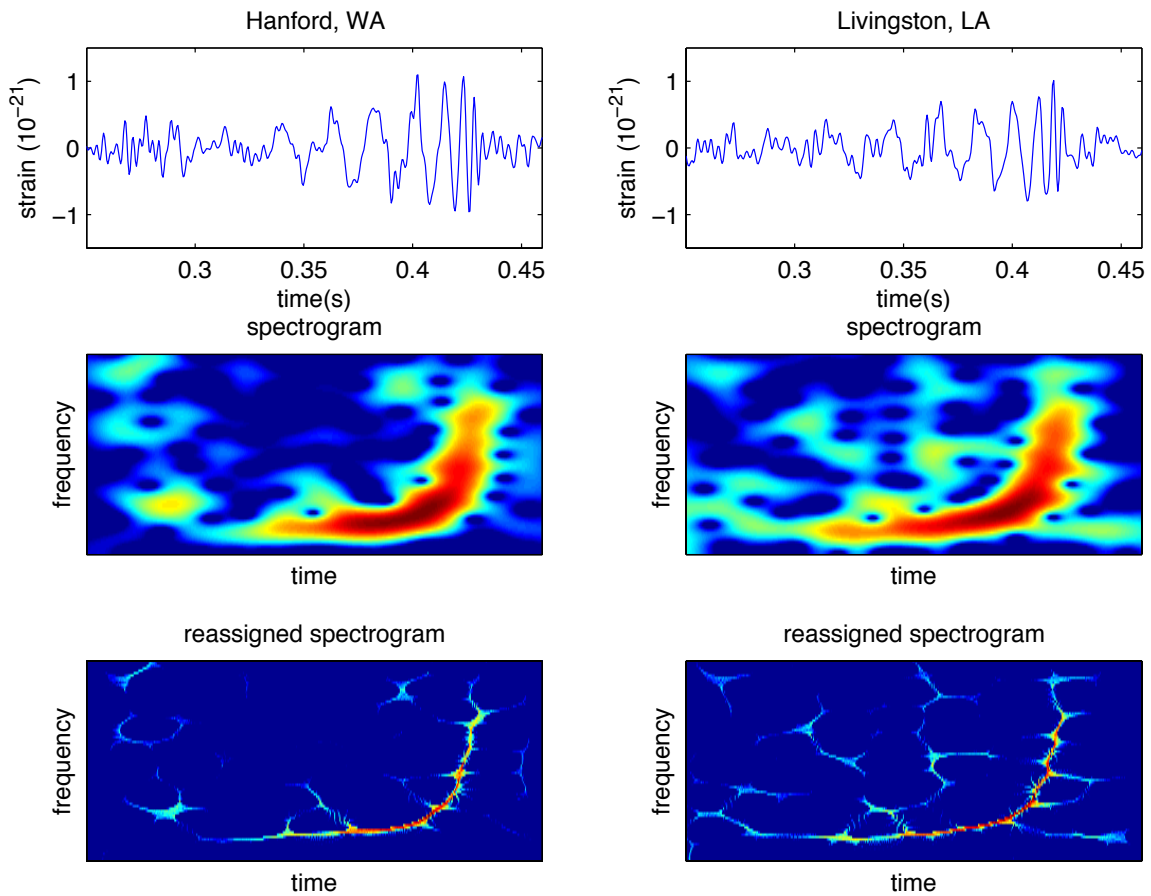 Hanford, WA
strain (10⁻²¹)
1
0
−1
0.3 0.35 0.4 0.45
time(s)
Livingston, LA
strain (10⁻²¹)
1
0
−1
0.3 0.35 0.4 0.45
time(s)
spectrogram
frequency
time
spectrogram
frequency
time
reassigned spectrogram
frequency
time
reassigned spectrogram
frequency
time